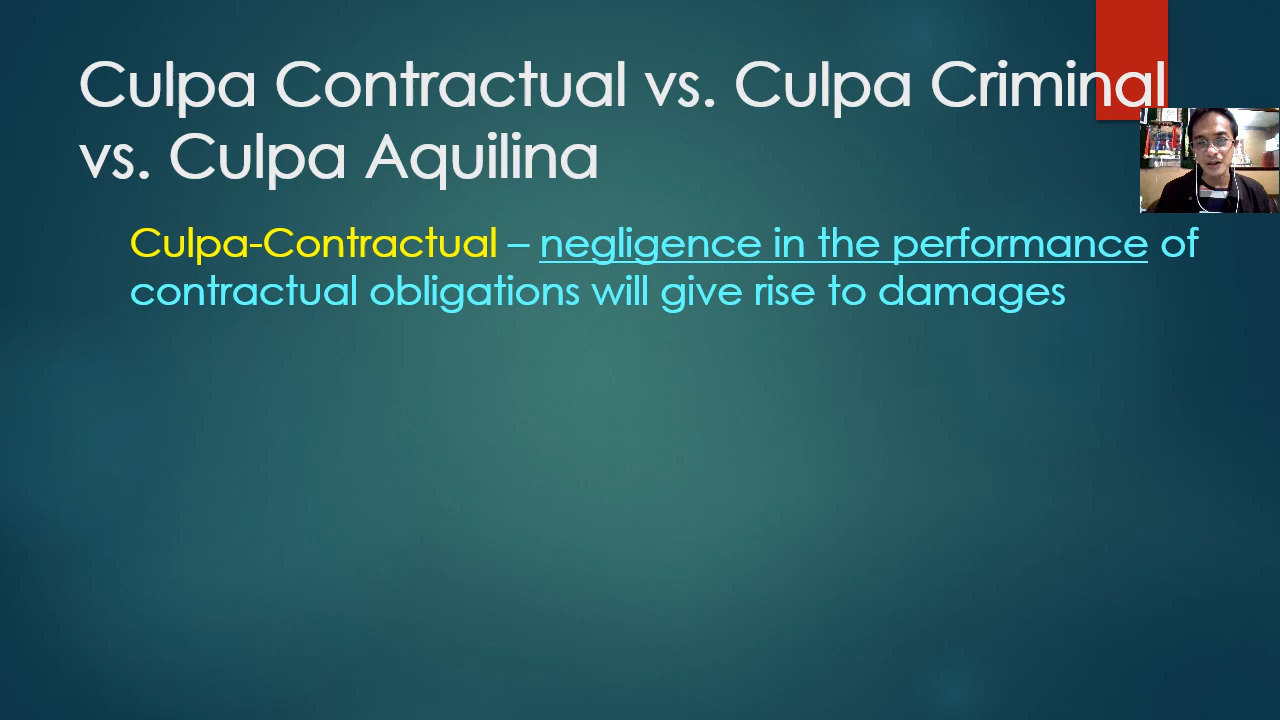 Culpa Contractual vs. Culpa Criminal
vs. Culpa Aquilina
Culpa-Contractual – negligence in the performance of
contractual obligations will give rise to damages